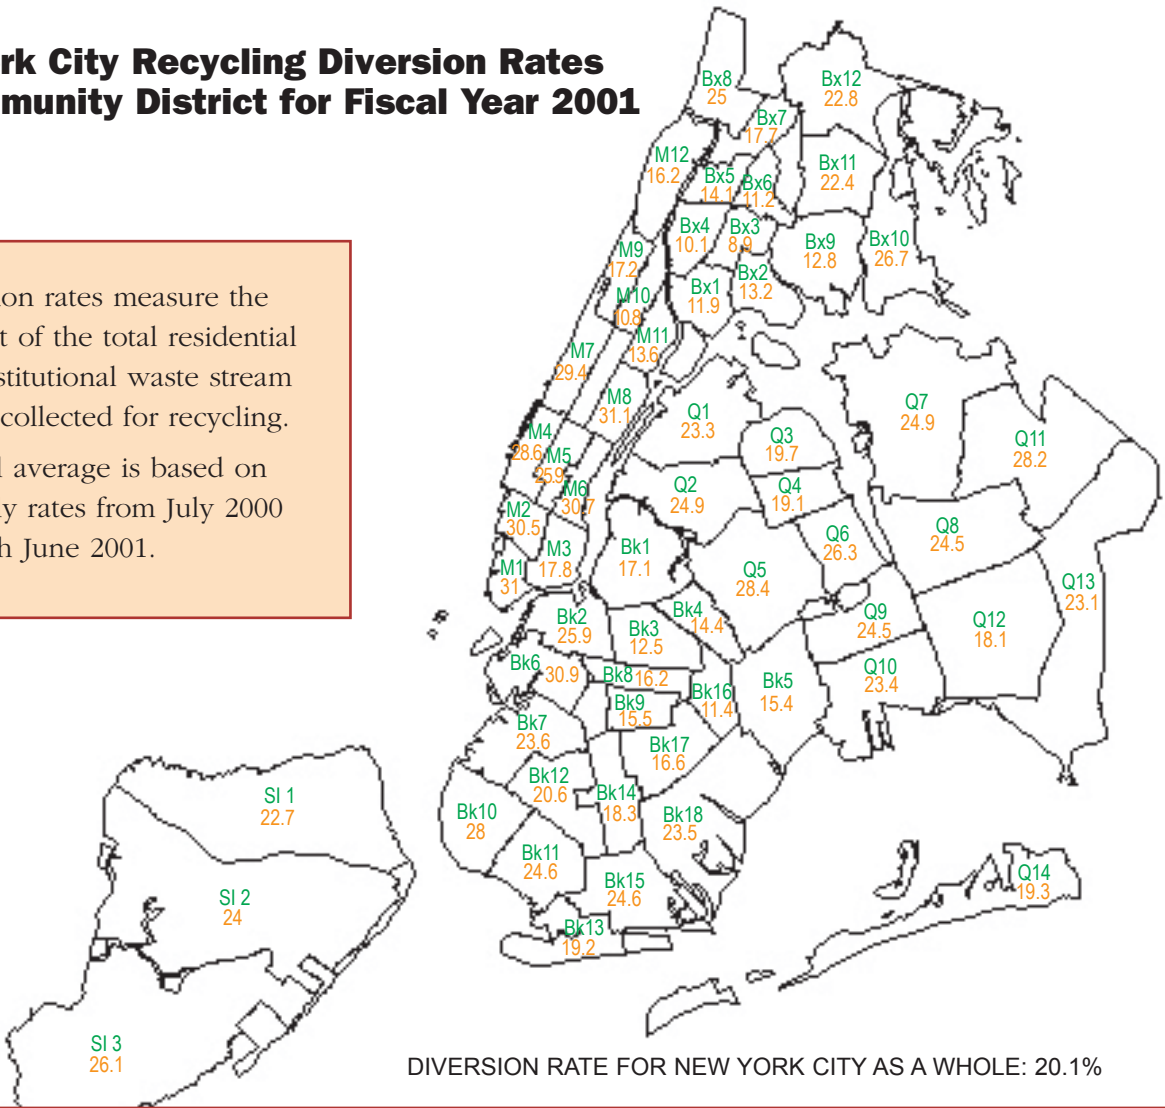 rk City Recycling Diversion Rates
mmunity District for Fiscal Year 2001
on rates measure the
t of the total residential
stitutional waste stream
collected for recycling.
l average is based on
y rates from July 2000
h June 2001.
Bx8
25
Bx12
22.8
Bx7
17.7
M12
16.2
Bx11
22.4
Bx5
14.1
Bx6
11.2
Bx4
10.1
Bx3
8.9
Bx9
12.8
Bx10
26.7
M9
17.2
Bx2
13.2
Bx1
11.9
M10
10.8
M11
13.6
M7
29.4
M8
31.1
Q1
23.3
Q7
24.9
Q3
19.7
Q11
28.2
M4
28.6
M5
25.9
M6
30.7
Q2
24.9
Q4
19.1
M2
30.5
M3
17.8
Bk1
17.1
Q6
26.3
Q8
24.5
M1
31
Q5
28.4
Q13
23.1
Bk2
25.9
Bk3
12.5
Bk4
14.4
Q9
24.5
Q12
18.1
Bk6
30.9
Bk8
16.2
Bk16
11.4
Bk5
15.4
Q10
23.4
Bk9
15.5
Bk7
23.6
Bk17
16.6
Bk12
20.6
Bk14
18.3
SI 1
22.7
Bk10
28
Bk18
23.5
Bk11
24.6
Bk15
24.6
Q14
19.3
SI 2
24
Bk13
19.2
SI 3
26.1
DIVERSION RATE FOR NEW YORK CITY AS A WHOLE: 20.1%